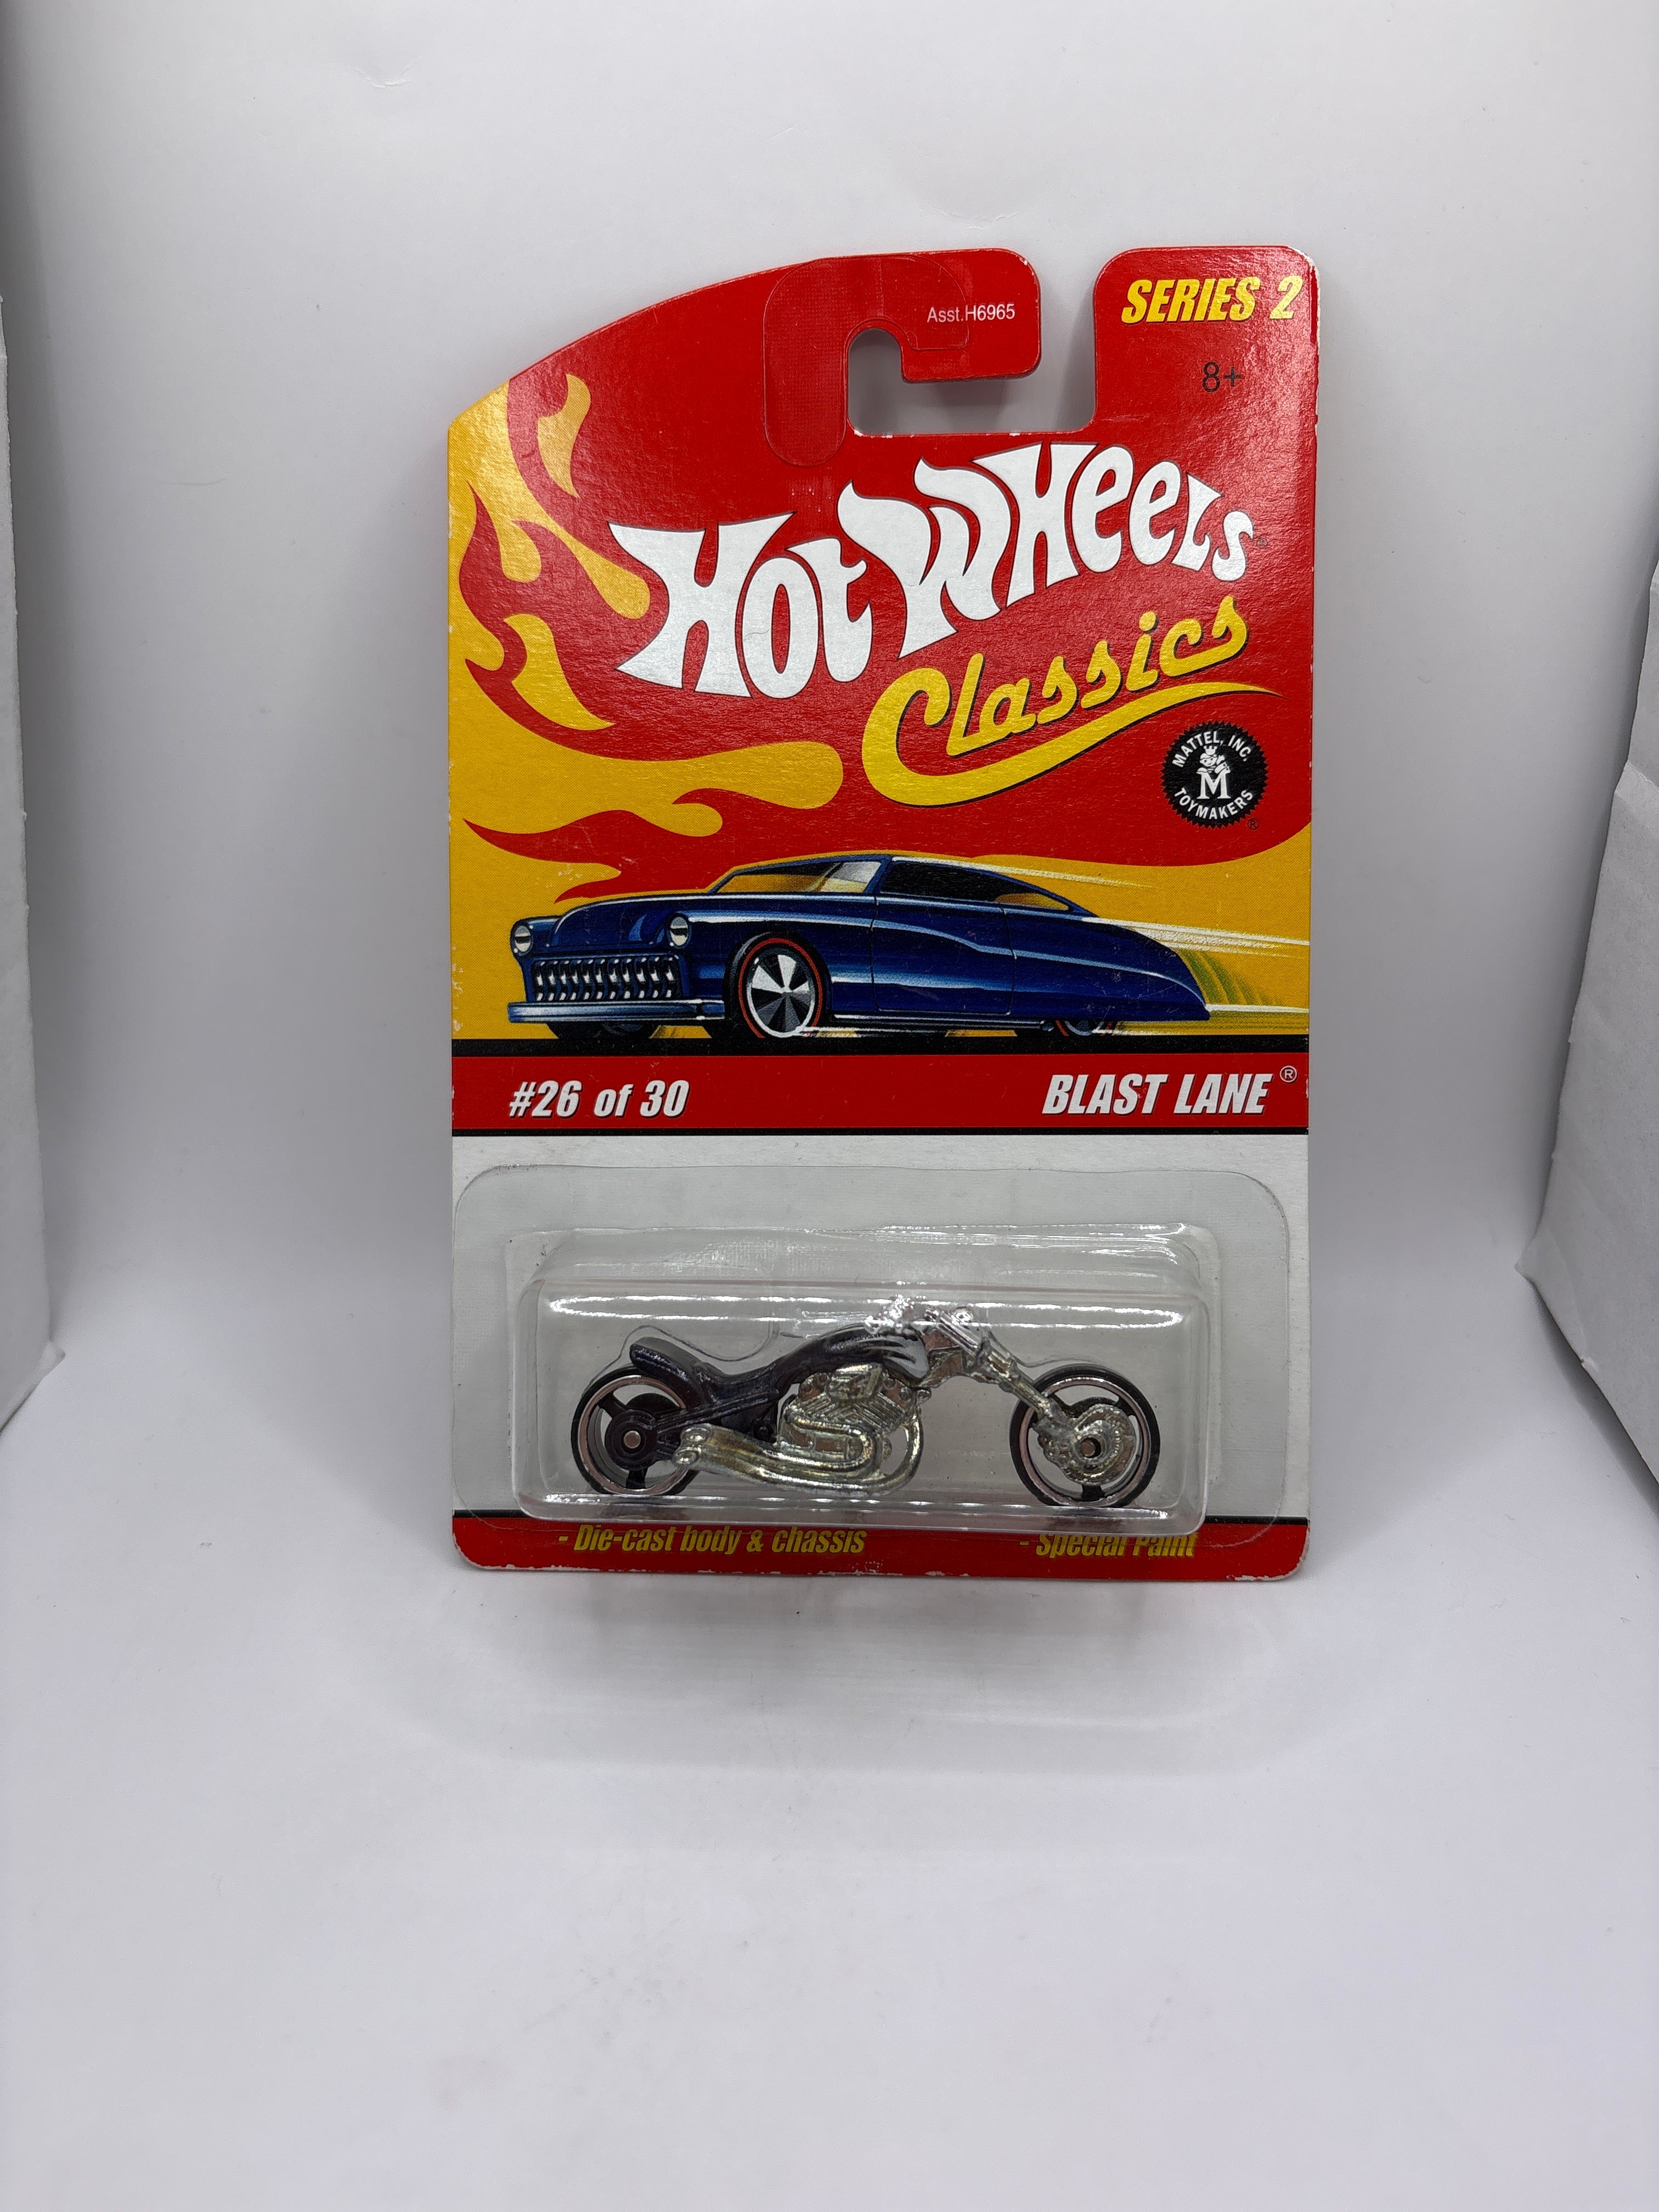 Asst.H6965
SERIES 2
8+
HOT WHEELS
Classics
MATTEL, INC.
M
TOYMAKERS
®
#26 of 30
BLAST LANE®
- Die-cast body & chassis
- Special Paint